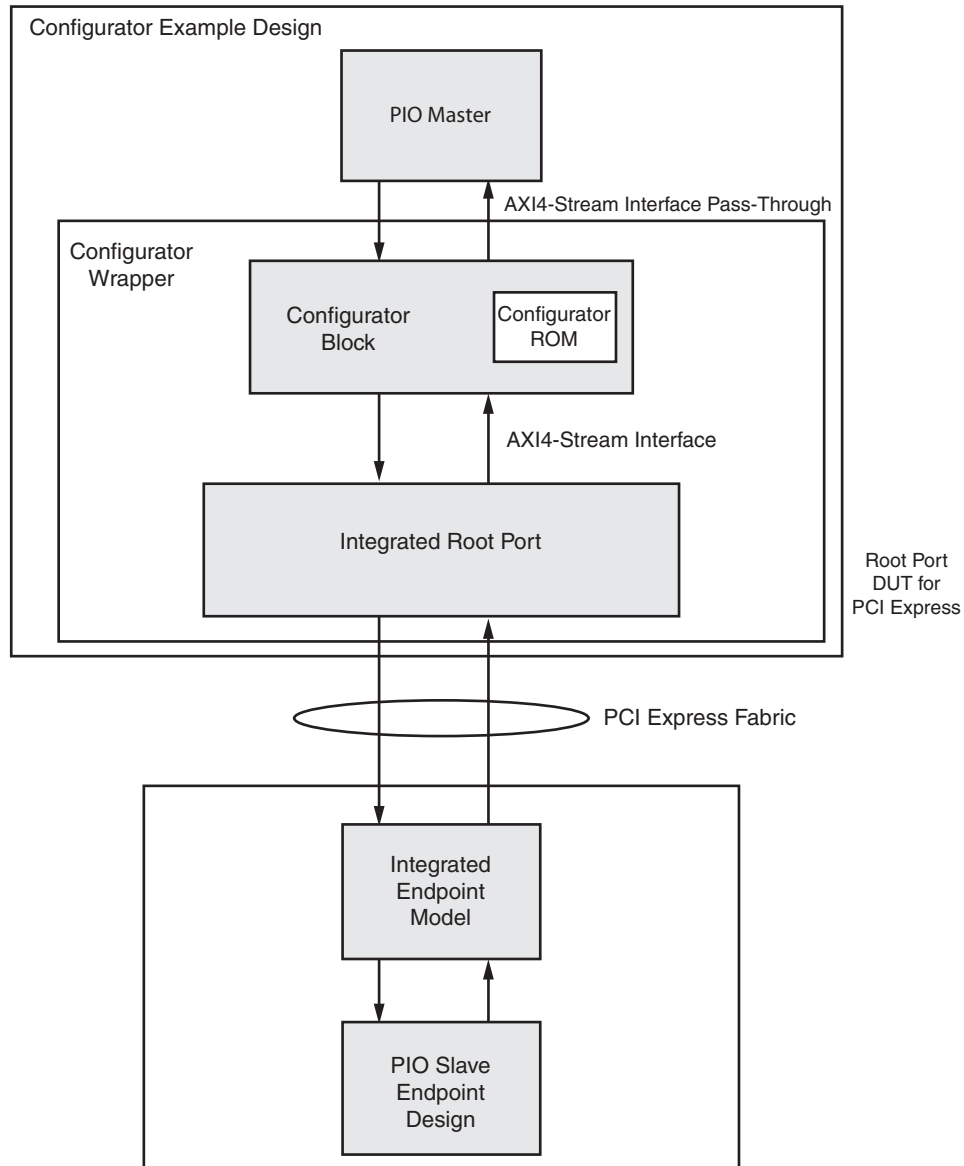 Configurator Example Design
PIO Master
AXI4-Stream Interface Pass-Through
Configurator
Wrapper
Configurator
Block
Configurator
ROM
AXI4-Stream Interface
Integrated Root Port
Root Port
DUT for
PCI Express
PCI Express Fabric
Integrated
Endpoint
Model
PIO Slave
Endpoint
Design